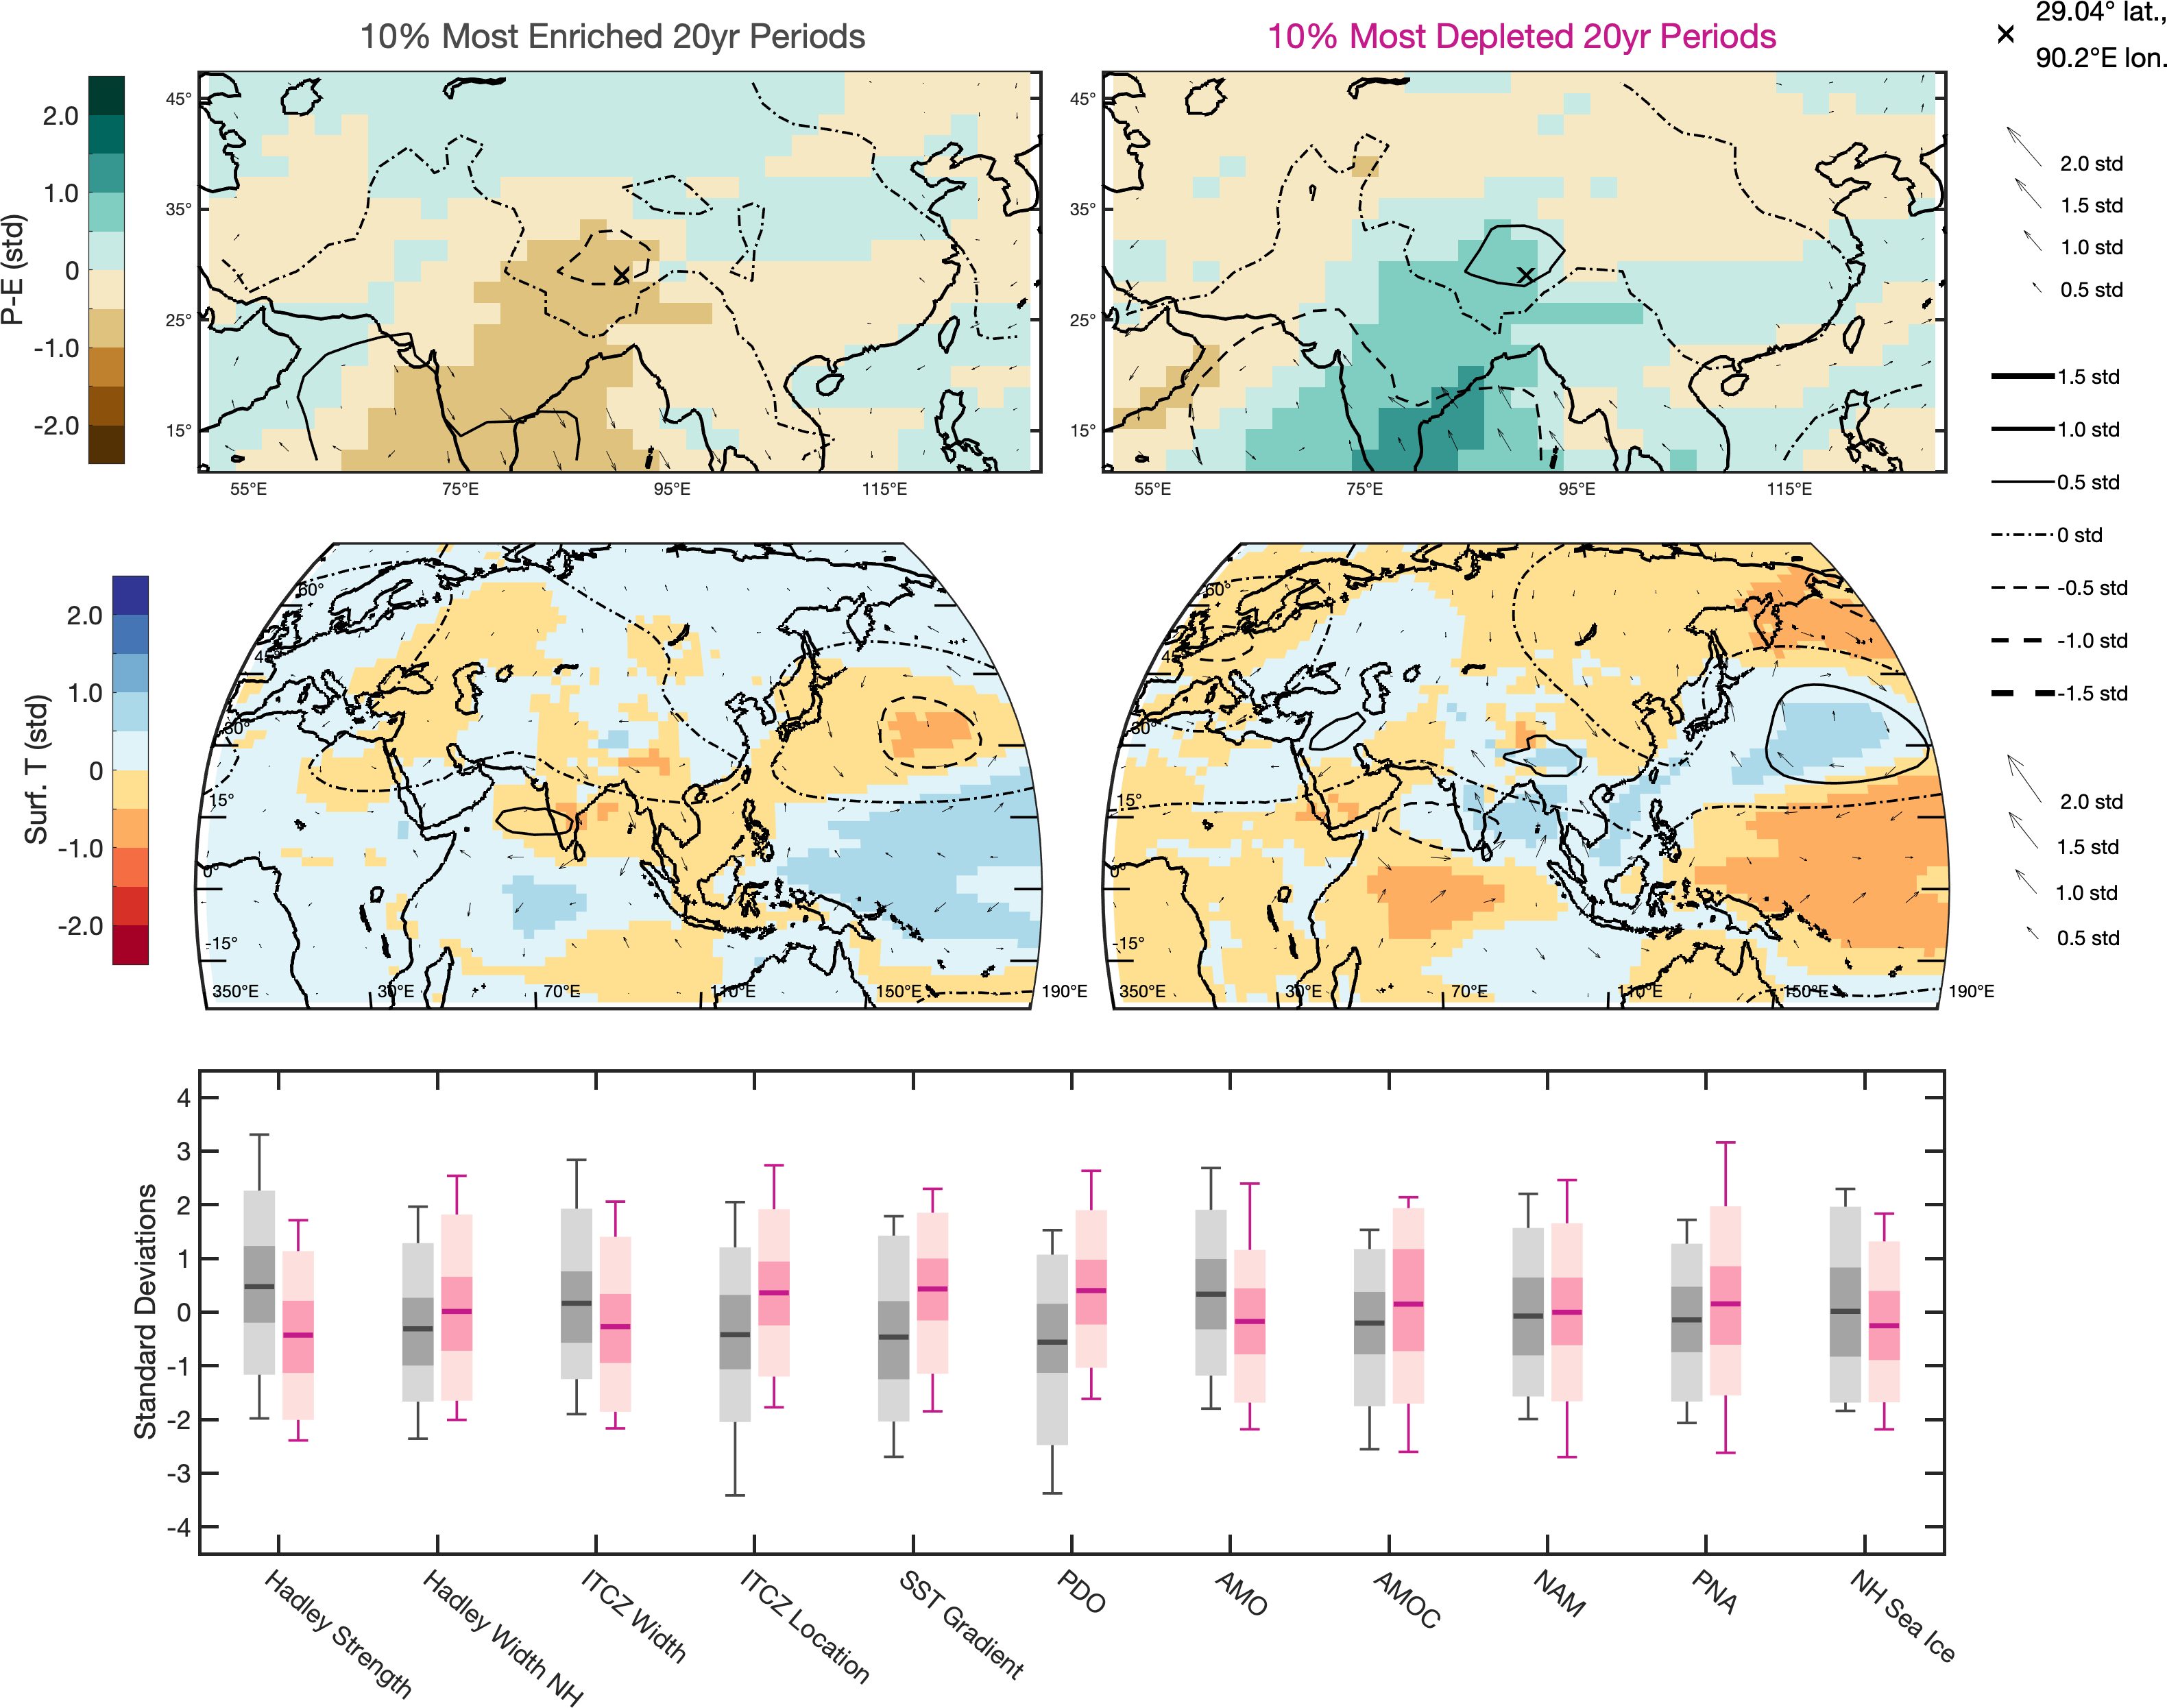 10% Most Enriched 20yr Periods
10% Most Depleted 20yr Periods
29.04° lat.,
90.2°E lon.
P-E (std)
2.0
1.0
0
-1.0
-2.0
45°
35°
25°
15°
55°E
75°E
95°E
115°E
45°
35°
25°
15°
55°E
75°E
95°E
115°E
2.0 std
1.5 std
1.0 std
0.5 std
1.5 std
1.0 std
0.5 std
0 std
-0.5 std
-1.0 std
-1.5 std
Surf. T (std)
2.0
1.0
0
-1.0
-2.0
60°
45°
30°
15°
0°
-15°
350°E
30°E
70°E
110°E
150°E
190°E
60°
45°
30°
15°
0°
-15°
350°E
30°E
70°E
110°E
150°E
190°E
2.0 std
1.5 std
1.0 std
0.5 std
Standard Deviations
4
3
2
1
0
-1
-2
-3
-4
Hadley Strength
Hadley Width NH
ITCZ Width
ITCZ Location
SST Gradient
PDO
AMO
AMOC
NAM
PNA
NH Sea Ice